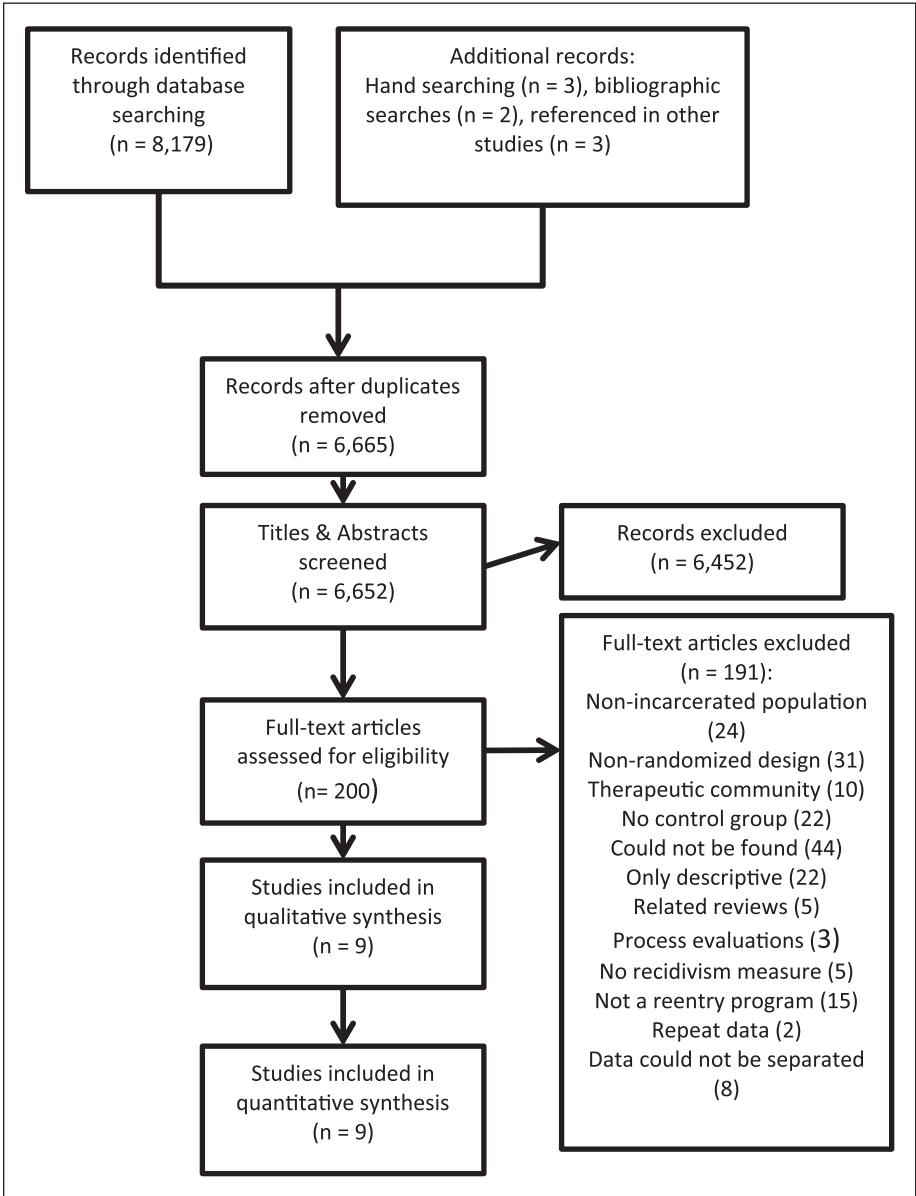 Records identified
through database
searching
(n = 8,179)
Additional records:
Hand searching (n = 3), bibliographic
searches (n = 2), referenced in other
studies (n = 3)
Records after duplicates
removed
(n = 6,665)
Titles & Abstracts
screened
(n = 6,652)
Records excluded
(n = 6,452)
Full-text articles
assessed for eligibility
(n= 200)
Full-text articles excluded
(n = 191):
Non-incarcerated population
(24)
Non-randomized design (31)
Therapeutic community (10)
No control group (22)
Could not be found (44)
Only descriptive (22)
Related reviews (5)
Process evaluations (3)
No recidivism measure (5)
Not a reentry program (15)
Repeat data (2)
Data could not be separated
(8)
Studies included in
qualitative synthesis
(n = 9)
Studies included in
quantitative synthesis
(n = 9)